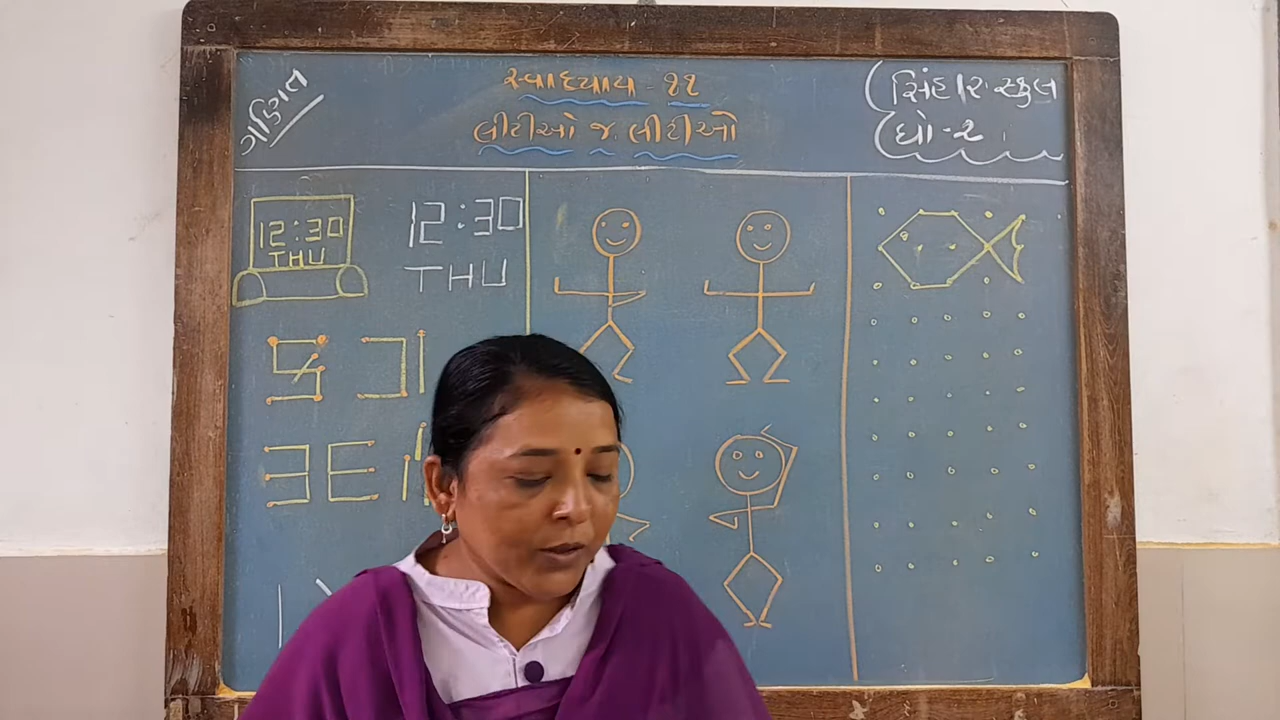 ગણિત
સ્વાધ્યાય - ૧૧
લીટીઓ જ લીટીઓ
સિંહાર સ્કુલ
ધો - ૨
12:30
THU
12:30
THU